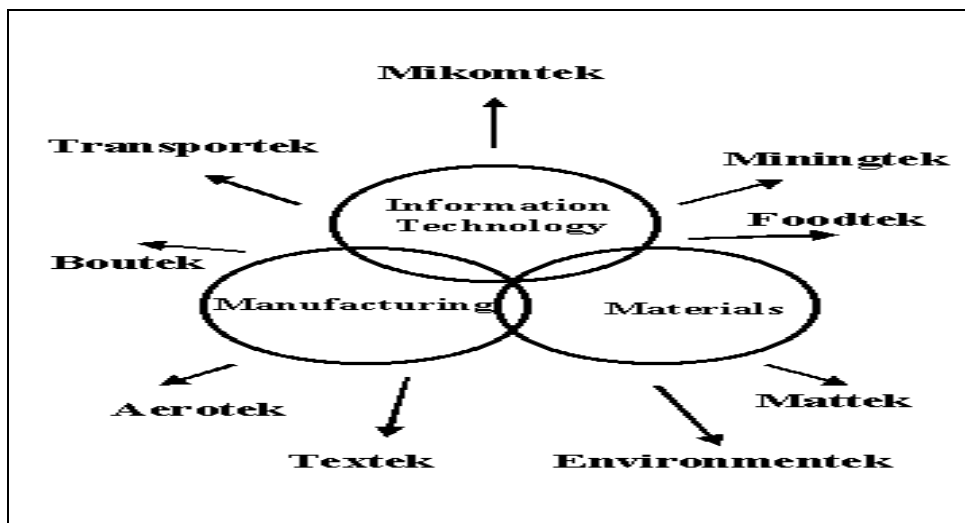 Mikomtek
Transportek
Miningtek
Information
Technology
Foodtek
Boutek
Manufacturing
Materials
Aerotek
Mattek
Textek
Environmentek